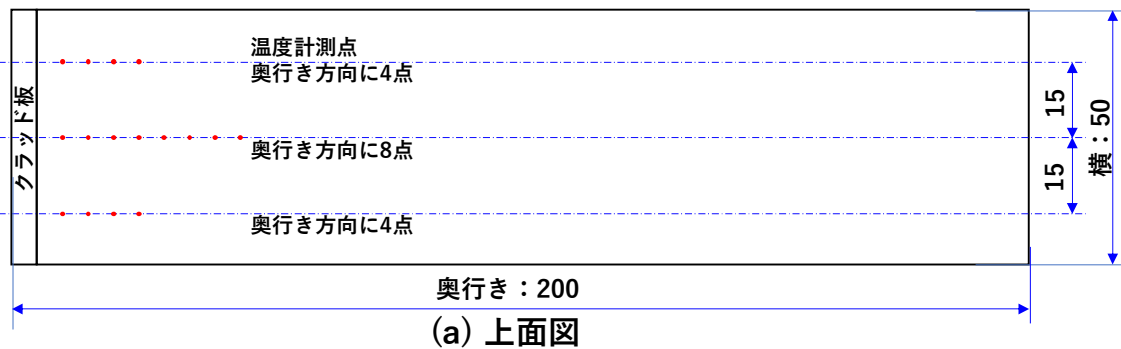 温度計測点
奥行き方向に4点
クラッド板
奥行き方向に8点
奥行き方向に4点
15
15
横：50
奥行き：200
(a) 上面図